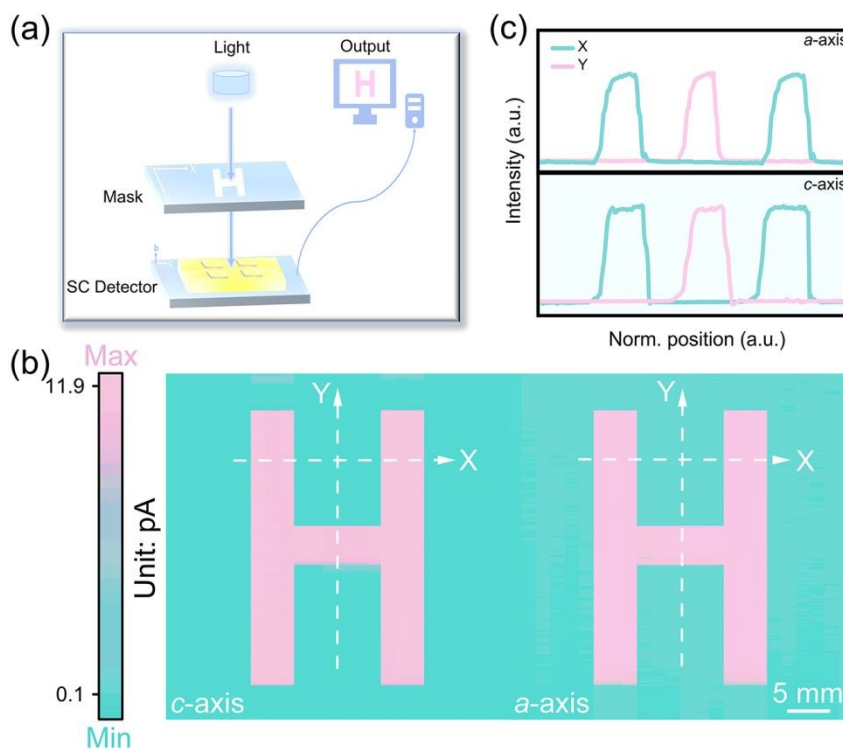 (a)
Light
Output
H
X
H
Mask
b
SC Detector
(c)
X
Y
a-axis
c-axis
Intensity (a.u.)
Norm. position (a.u.)
(b)
Max
11.9
Unit: pA
0.1
Min
Y
X
c-axis
Y
X
a-axis
5 mm